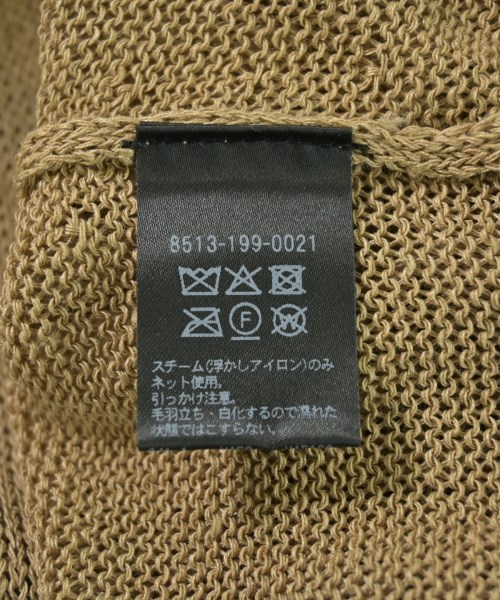 8513-199-0021
F
W
スチーム(浮かしアイロン)のみ
ネット使用。
引っかけ注意。
毛羽立ち・白化するので濡れた
状態ではこすらない。